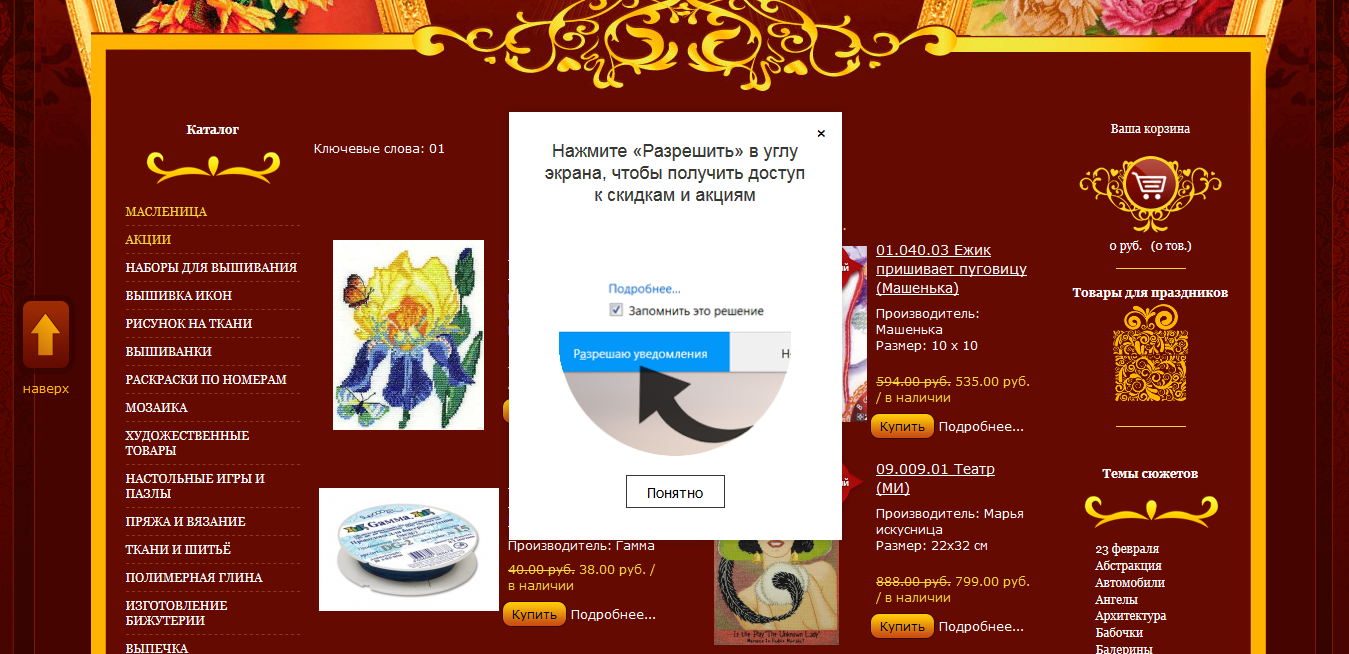 Каталог
МАСЛЕНИЦА
АКЦИИ
НАБОРЫ ДЛЯ ВЫШИВАНИЯ
ВЫШИВКА ИКОН
РИСУНОК НА ТКАНИ
ВЫШИВАНКИ
РАСКРАСКИ ПО НОМЕРАМ
МОЗАИКА
ХУДОЖЕСТВЕННЫЕ
ТОВАРЫ
НАСТОЛЬНЫЕ ИГРЫ И
ПАЗЛЫ
ПРЯЖА И ВЯЗАНИЕ
ТКАНИ И ШИТЬЁ
ПОЛИМЕРНАЯ ГЛИНА
ИЗГОТОВЛЕНИЕ
БИЖУТЕРИИ
ВЫПЕЧКА
наверх
Ключевые слова: 01
×
Нажмите «Разрешить» в углу
экрана, чтобы получить доступ
к скидкам и акциям
Подробнее...
Запомнить это решение
Разрешаю уведомления
Понятно
01.040.03 Ежик
пришивает пуговицу
(Машенька)
Производитель:
Машенька
Размер: 10 x 10
594.00 руб. 535.00 руб.
/ в наличии
Купить Подробнее...
Gamma
Производитель: Гамма
40.00 руб. 38.00 руб. /
в наличии
Купить Подробнее...
09.009.01 Театр
(МИ)
Производитель: Марья
искусница
Размер: 22x32 см
888.00 руб. 799.00 руб.
/ в наличии
Купить Подробнее...
Ваша корзина
0 руб. (0 тов.)
Товары для праздников
Темы сюжетов
23 февраля
Абстракция
Автомобили
Ангелы
Архитектура
Бабочки
Балерины